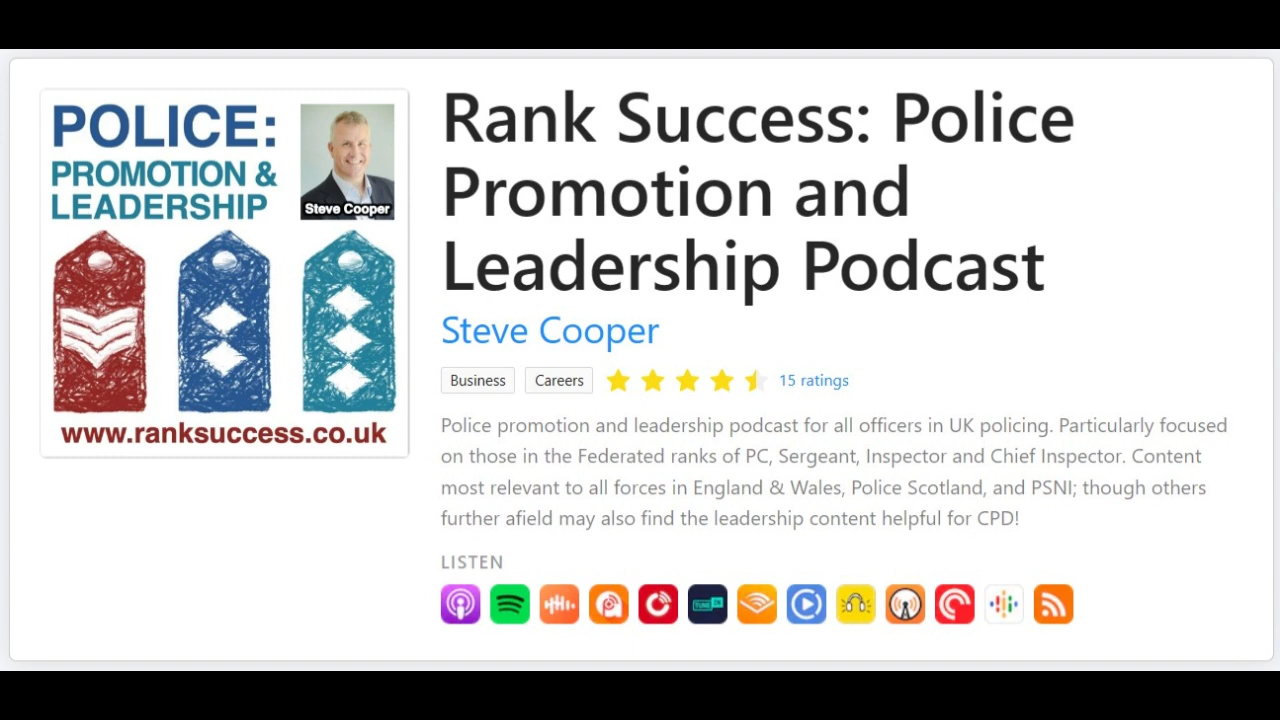 POLICE:
PROMOTION &
LEADERSHIP
Steve Cooper
www.ranksuccess.co.uk
Rank Success: Police
Promotion and
Leadership Podcast
Steve Cooper
Business Careers 15 ratings
Police promotion and leadership podcast for all officers in UK policing. Particularly focused
on those in the Federated ranks of PC, Sergeant, Inspector and Chief Inspector. Content
most relevant to all forces in England & Wales, Police Scotland, and PSNI; though others
further afield may also find the leadership content helpful for CPD!
LISTEN
TUNE IN